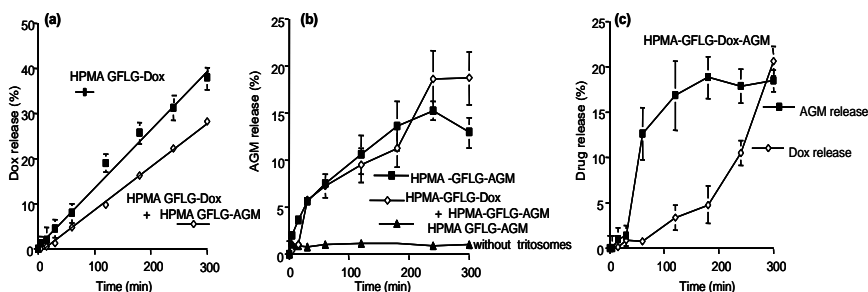 (a)
50
40
30
20
10
0
Dox release (%)
HPMA GFLG-Dox
HPMA GFLG-Dox
+ HPMA GFLG-AGM
0 100 200 300
Time (min)
(b)
25
20
15
10
5
0
AGM release (%)
HPMA -GFLG-AGM
HPMA-GFLG-Dox
+ HPMA-GFLG-AGM
HPMA GFLG-AGM
without tritosomes
0 100 200 300
Time (min)
(c)
25
20
15
10
5
0
Drug release (%)
HPMA-GFLG-Dox-AGM
AGM release
Dox release
0 100 200 300
Time (min)